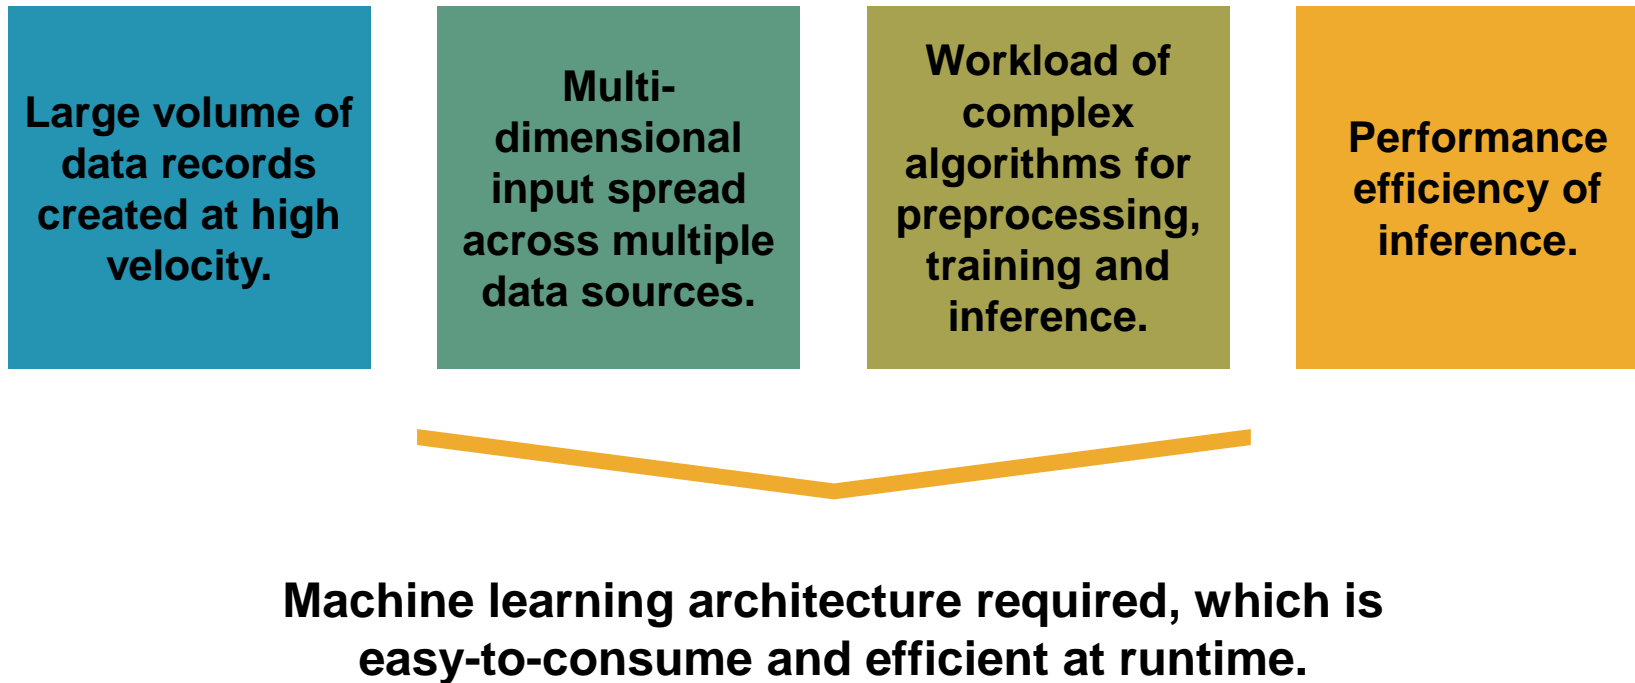 Large volume of
data records
created at high
velocity.
Multi-
dimensional
input spread
across multiple
data sources.
Workload of
complex
algorithms for
preprocessing,
training and
inference.
Performance
efficiency of
inference.
Machine learning architecture required, which is
easy-to-consume and efficient at runtime.